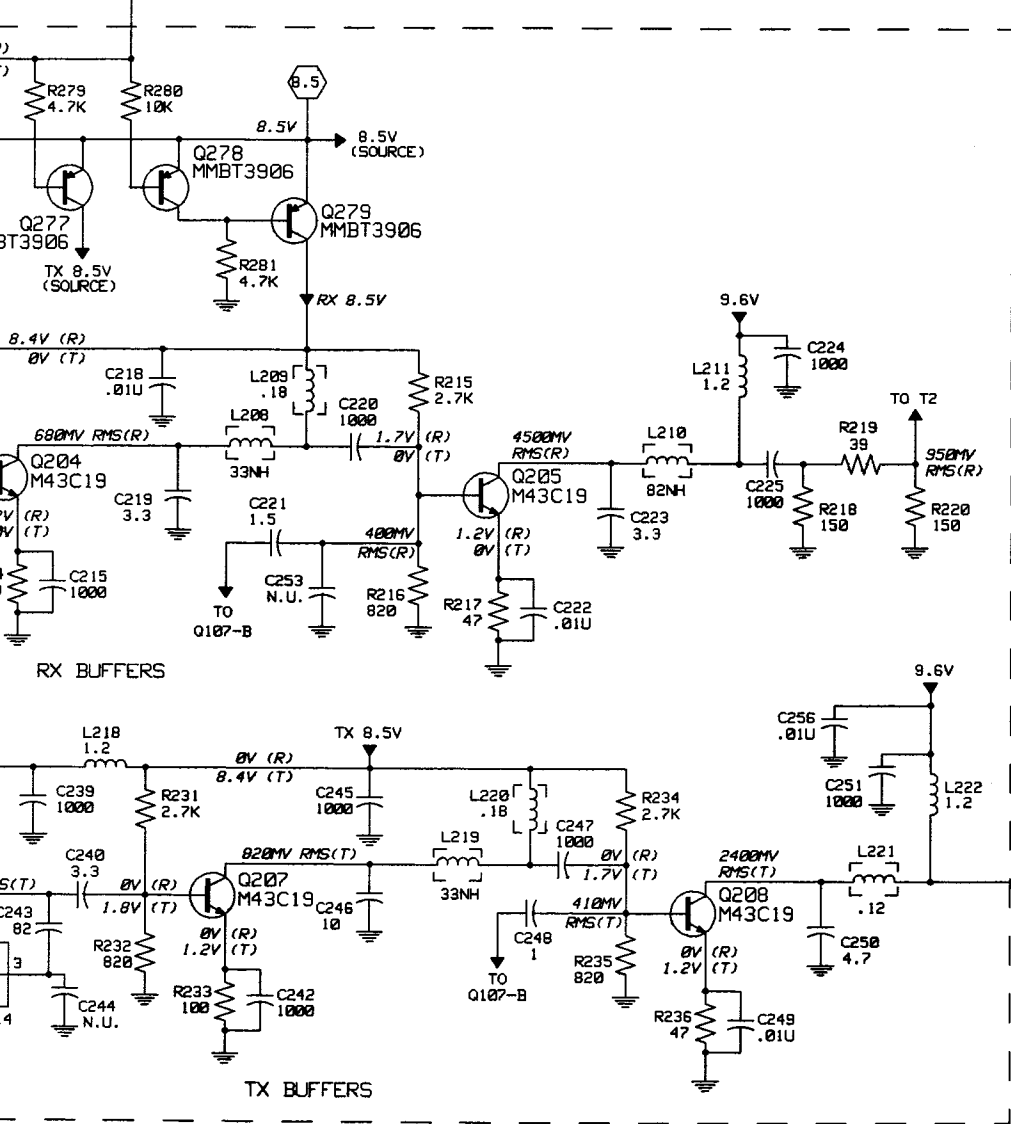 R279
4.7K
R280
10K
8.5
8.5V
8.5V
(SOURCE)
Q278
MMBT3906
Q277
BT3906
Q279
MMBT3906
TX 8.5V
(SOURCE)
R281
4.7K
RX 8.5V
8.4V (R)
0V (T)
C218
.01U
L209
.18
C220
1000
R215
2.7K
9.6V
L211
1.2
C224
1000
TO T2
680MV RMS(R)
L208
33NH
1.7V (R)
0V (T)
4500MV
RMS(R)
L210
82NH
R219
39
950MV
RMS(R)
Q204
M43C19
C219
3.3
C221
1.5
Q205
M43C19
C223
3.3
C225
1000
R218
150
R220
150
V (R)
V (T)
400MV
RMS(R)
1.2V (R)
0V (T)
C215
1000
C253
N.U.
R216
820
R217
47
C222
.01U
TO
Q107-B
RX BUFFERS
9.6V
L218
1.2
TX 8.5V
0V (R)
8.4V (T)
C256
.01U
C239
1000
R231
2.7K
C245
1000
L220
.18
R234
2.7K
C251
1000
L222
1.2
C240
3.3
820MV RMS(T)
L219
33NH
C247
1000
0V (R)
1.7V (T)
2400MV
RMS(T)
L221
.12
S(T)
0V (R)
1.8V (T)
Q207
M43C19
C246
10
C248
1
410MV
RMS(T)
Q208
M43C19
C250
4.7
C243
82
R232
820
0V (R)
1.2V (T)
TO
Q107-B
R235
820
0V (R)
1.2V (T)
3
C244
N.U.
R233
100
C242
1000
R236
47
C249
.01U
4
TX BUFFERS